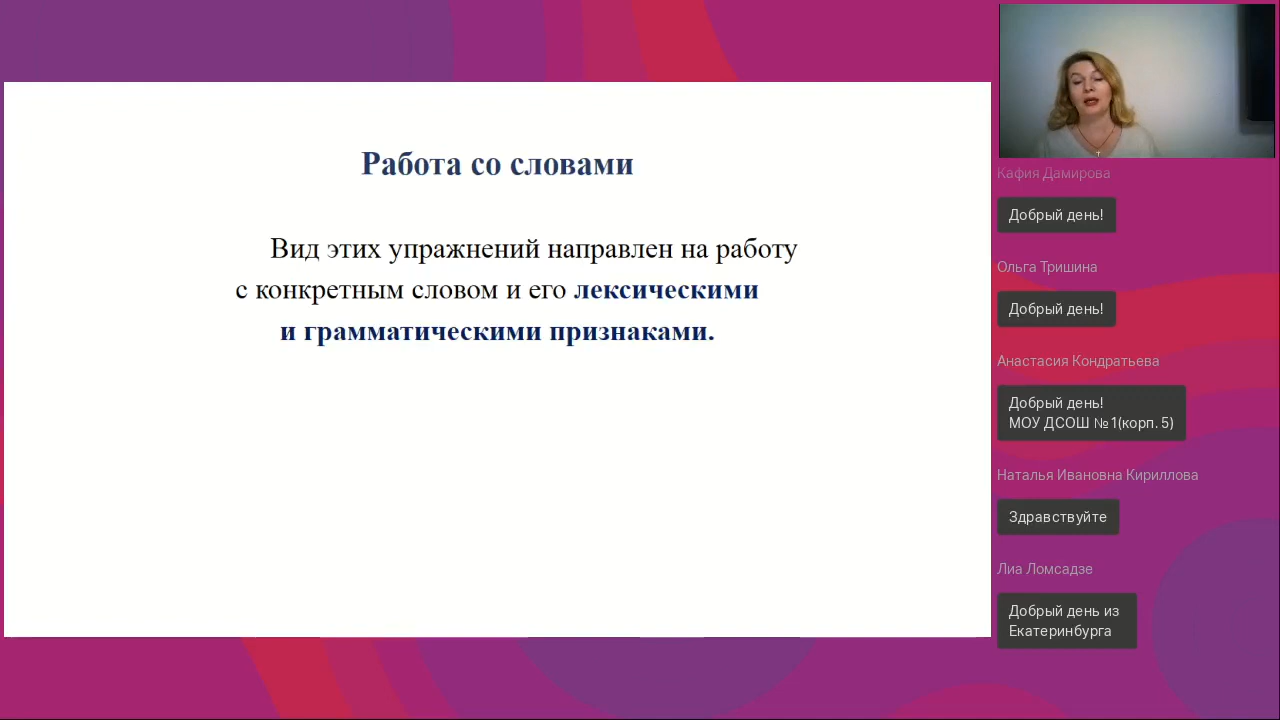 Работа со словами
Вид этих упражнений направлен на работу
с конкретным словом и его лексическими
и грамматическими признаками.
Кафия Дамирова
Добрый день!
Ольга Тришина
Добрый день!
Анастасия Кондратьева
Добрый день!
МОУ ДСОШ №1(корп. 5)
Наталья Ивановна Кириллова
Здравствуйте
Лиа Ломсадзе
Добрый день из
Екатеринбурга